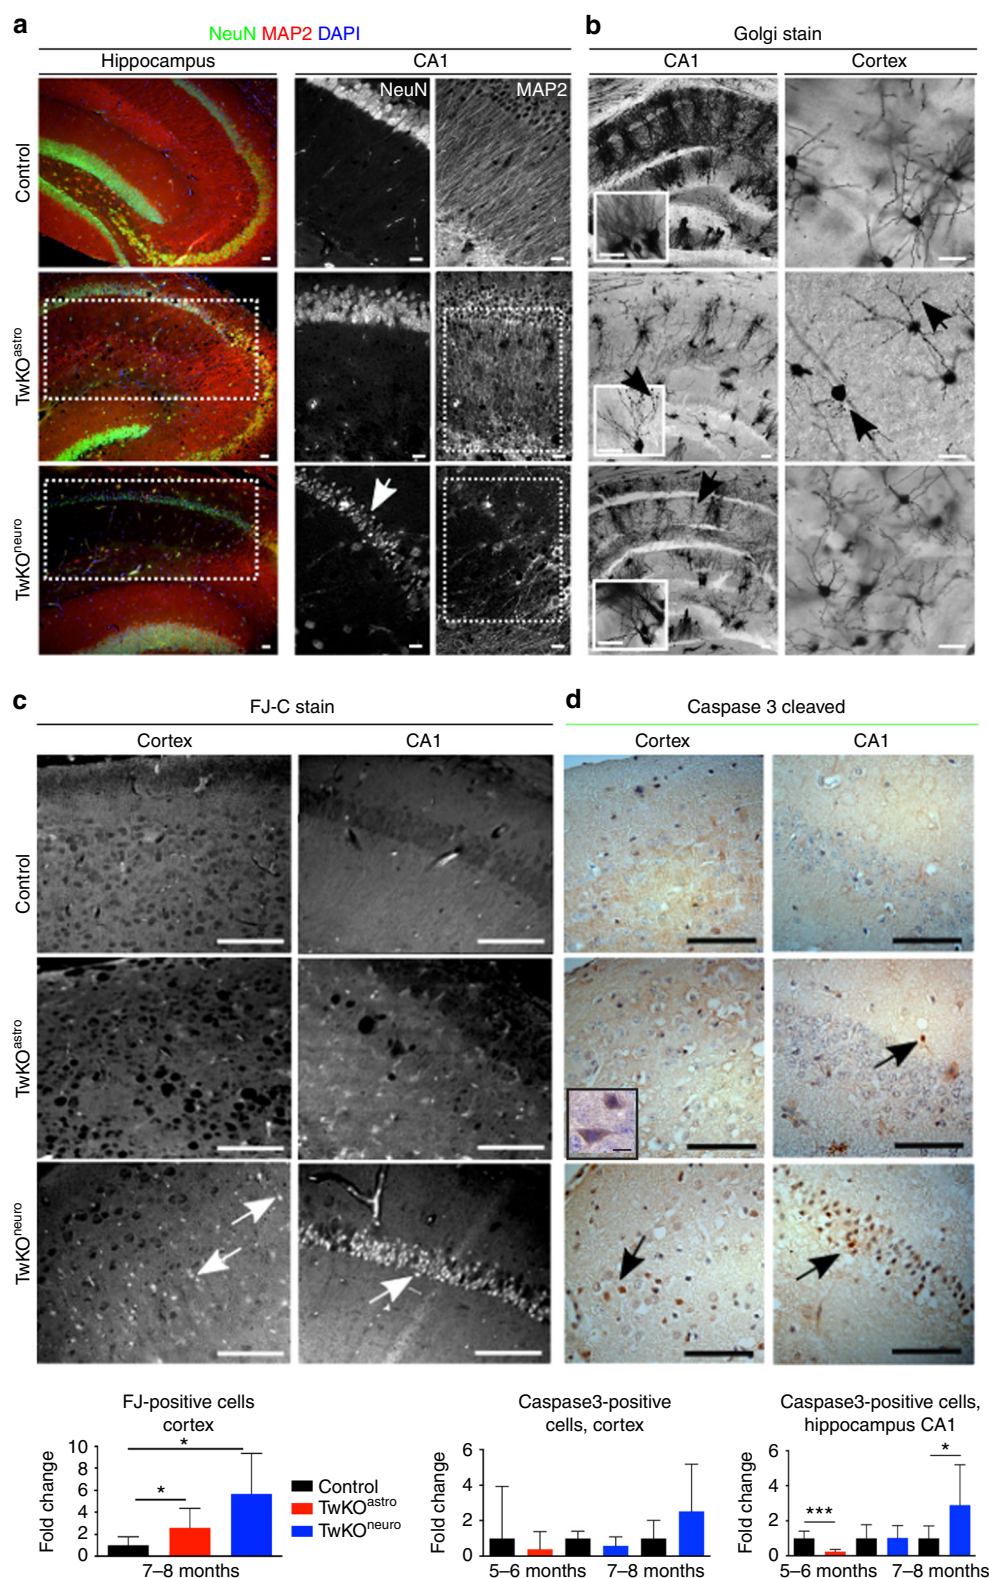 a
NeuN MAP2 DAPI
Hippocampus
CA1
NeuN
MAP2
Control
TwKOastro
TwKOneuro
b
Golgi stain
CA1
Cortex
c
FJ-C stain
Cortex
CA1
Control
TwKOastro
TwKOneuro
d
Caspase 3 cleaved
Cortex
CA1
FJ-positive cells
cortex
Fold change
10
8
6
4
2
0
*
*
7–8 months
Control
TwKOastro
TwKOneuro
Caspase3-positive
cells, cortex
Fold change
6
4
2
0
5–6 months
7–8 months
Caspase3-positive cells,
hippocampus CA1
Fold change
6
4
2
0
***
*
5–6 months
7–8 months